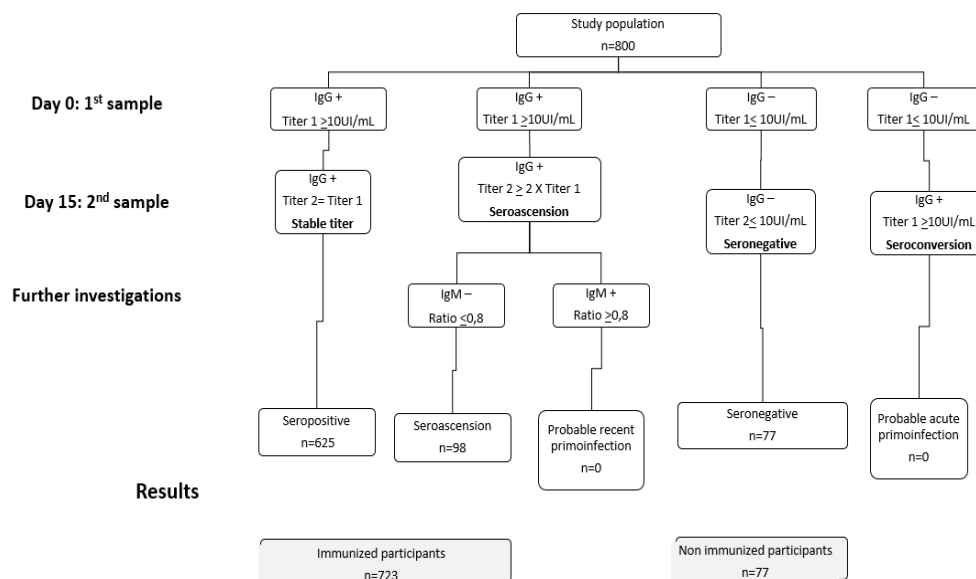 Study population
n=800
Day 0: 1st sample
IgG +
Titer 1 ≥10UI/mL
IgG +
Titer 1 ≥10UI/mL
IgG –
Titer 1≤ 10UI/mL
IgG –
Titer 1≤ 10UI/mL
Day 15: 2nd sample
IgG +
Titer 2= Titer 1
Stable titer
IgG +
Titer 2 ≥ 2 X Titer 1
Seroascension
IgG –
Titer 2≤ 10UI/mL
Seronegative
IgG +
Titer 1 ≥10UI/mL
Seroconversion
Further investigations
IgM –
Ratio ≤0,8
IgM +
Ratio ≥0,8
Seropositive
n=625
Seroascension
n=98
Probable recent
primoinfection
n=0
Seronegative
n=77
Probable acute
primoinfection
n=0
Results
Immunized participants
n=723
Non immunized participants
n=77